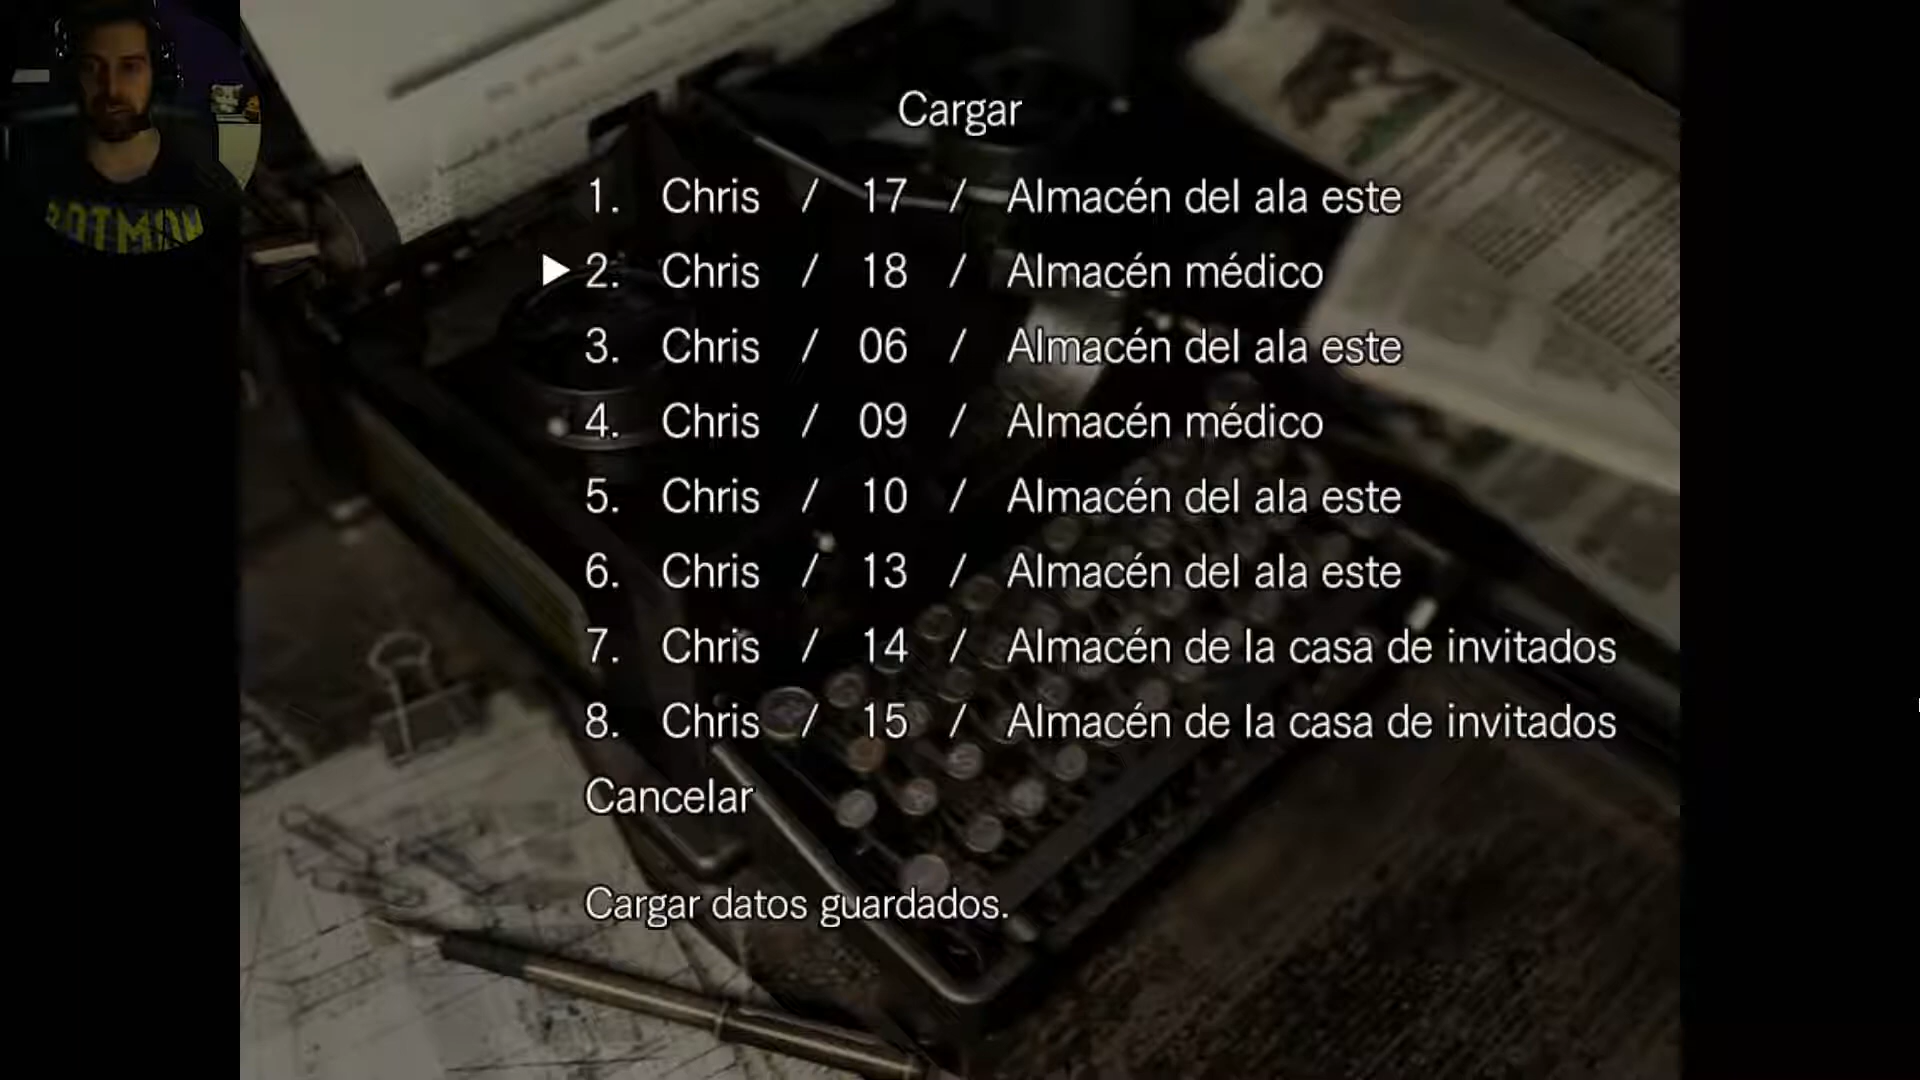 Cargar
1. Chris / 17 / Almacén del ala este
2. Chris / 18 / Almacén médico
3. Chris / 06 / Almacén del ala este
4. Chris / 09 / Almacén médico
5. Chris / 10 / Almacén del ala este
6. Chris / 13 / Almacén del ala este
7. Chris / 14 / Almacén de la casa de invitados
8. Chris / 15 / Almacén de la casa de invitados
Cancelar
Cargar datos guardados.